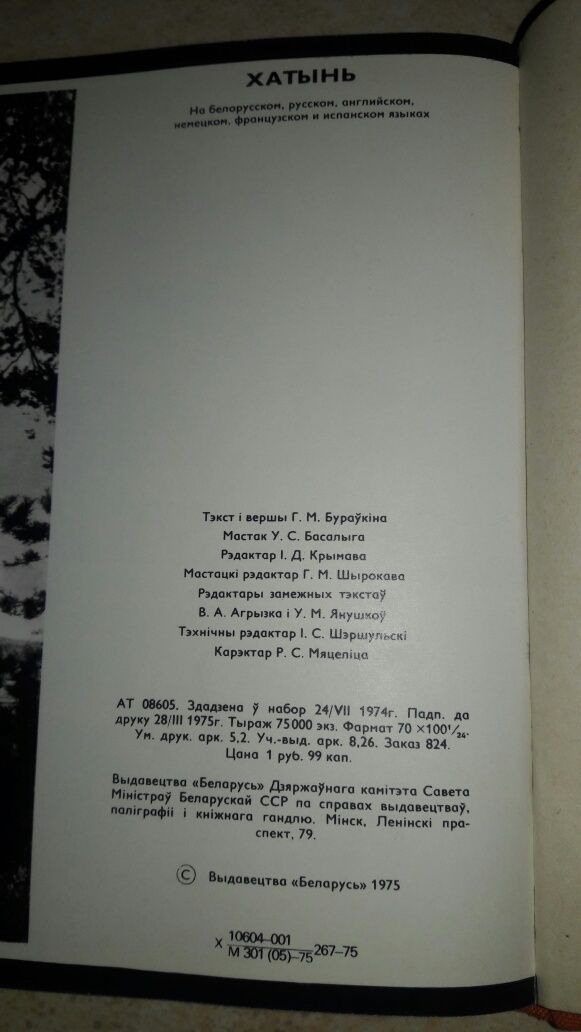 ХАТЫНЬ
На белорусском, русскам, английском,
немецком, французском и испанском языках
Тэкст і вершы Г. М. Бураўкіна
Мастак У. С. Басалыга
Рэдактар І. Д. Крымава
Мастацкі рэдактар Г. М. Шырокава
Рэдактары замежных тэкстаў
В. А. Агрызка і У. М. Янушкоў
Тэхнічны рэдактар І. С. Шэршульскі
Карэктар Р. С. Мяцеліца
АТ 08605. Здадзена ў набор 24/VII 1974г. Падп. да
друку 28/III 1975г. Тыраж 75000 экз. Фармат 70 ×100¹/₂₄.
Ум. друк. арк. 5,2. Уч.-выд. арк. 8,26. Заказ 824.
Цана 1 руб. 99 кап.
Выдавецтва «Беларусь» Дзяржаўнага камітэта Савета
Міністраў Беларускай ССР па справах выдавецтваў,
паліграфіі і кніжнага гандлю. Мінск, Ленінскі пра-
спект, 79.
© Выдавецтва «Беларусь» 1975
10604–001
Х М 301 (05)–75 267–75